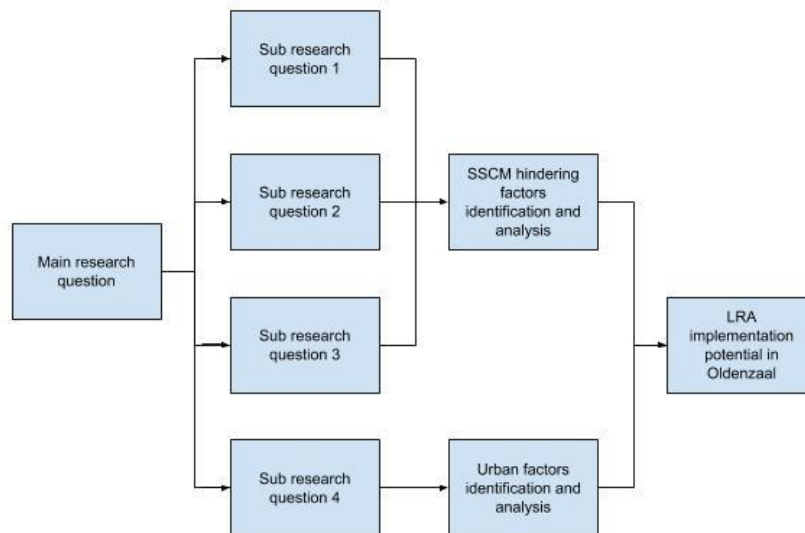 Sub research
question 1
Sub research
question 2
SSCM hindering
factors
identification and
analysis
Main research
question
Sub research
question 3
LRA
implementation
potential in
Oldenzaal
Sub research
question 4
Urban factors
identification and
analysis